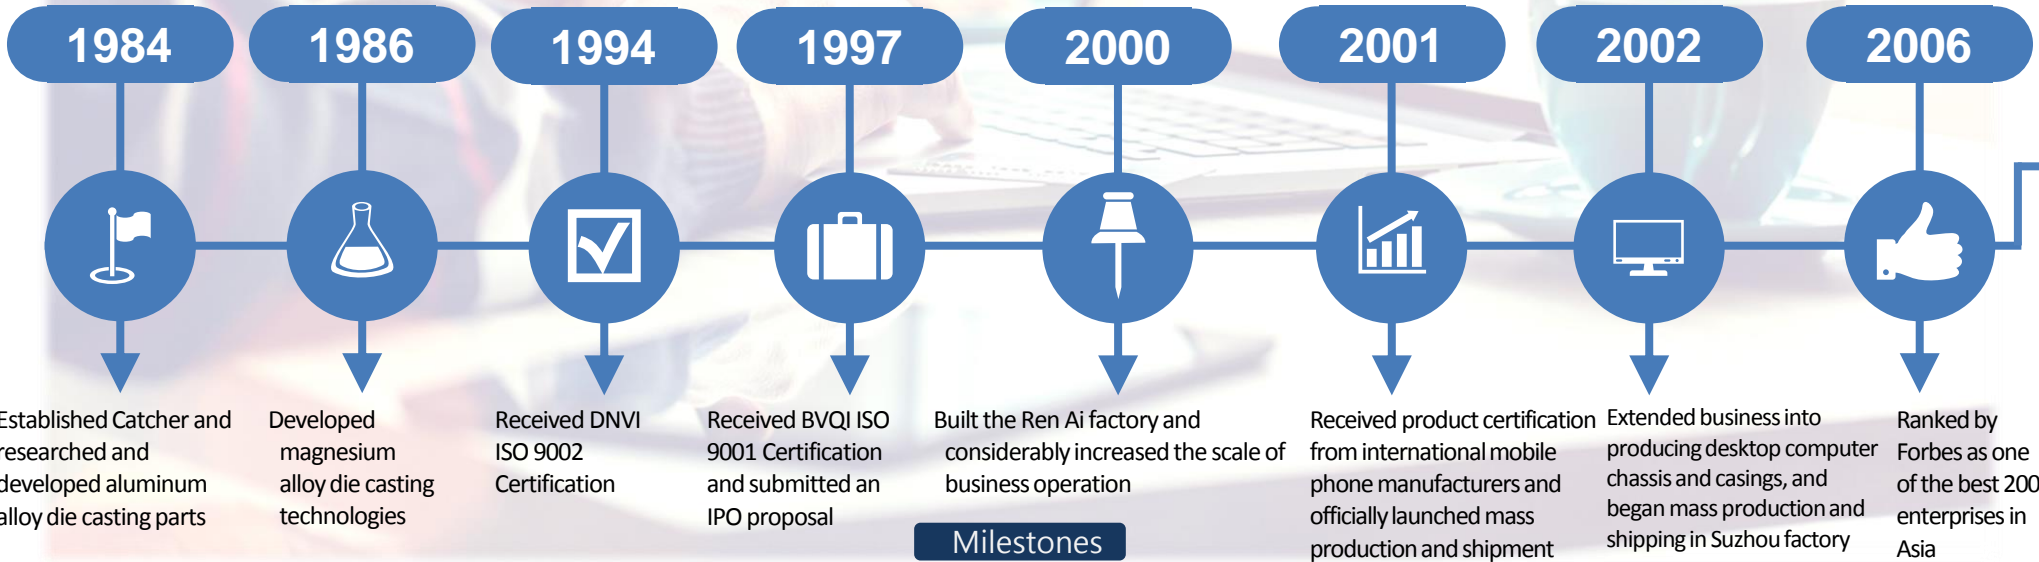 1984
1986
1994
1997
2000
2001
2002
2006
Established Catcher and
researched and
developed aluminum
alloy die casting parts
Developed
magnesium
alloy die casting
technologies
Received DNVI
ISO 9002
Certification
Received BVQI ISO
9001 Certification
and submitted an
IPO proposal
Built the Ren Ai factory and
considerably increased the scale of
business operation
Received product certification
from international mobile
phone manufacturers and
officially launched mass
production and shipment
Extended business into
producing desktop computer
chassis and casings, and
began mass production and
shipping in Suzhou factory
Ranked by
Forbes as one
of the best 200
enterprises in
Asia
Milestones